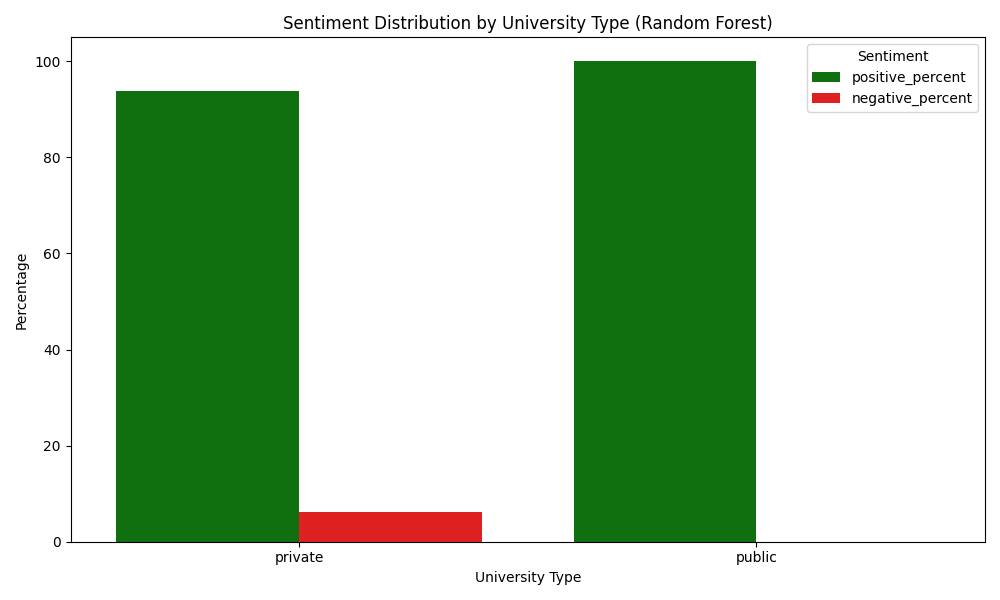 Sentiment Distribution by University Type (Random Forest)
Sentiment
positive_percent
negative_percent
Percentage
100
80
60
40
20
0
private
public
University Type